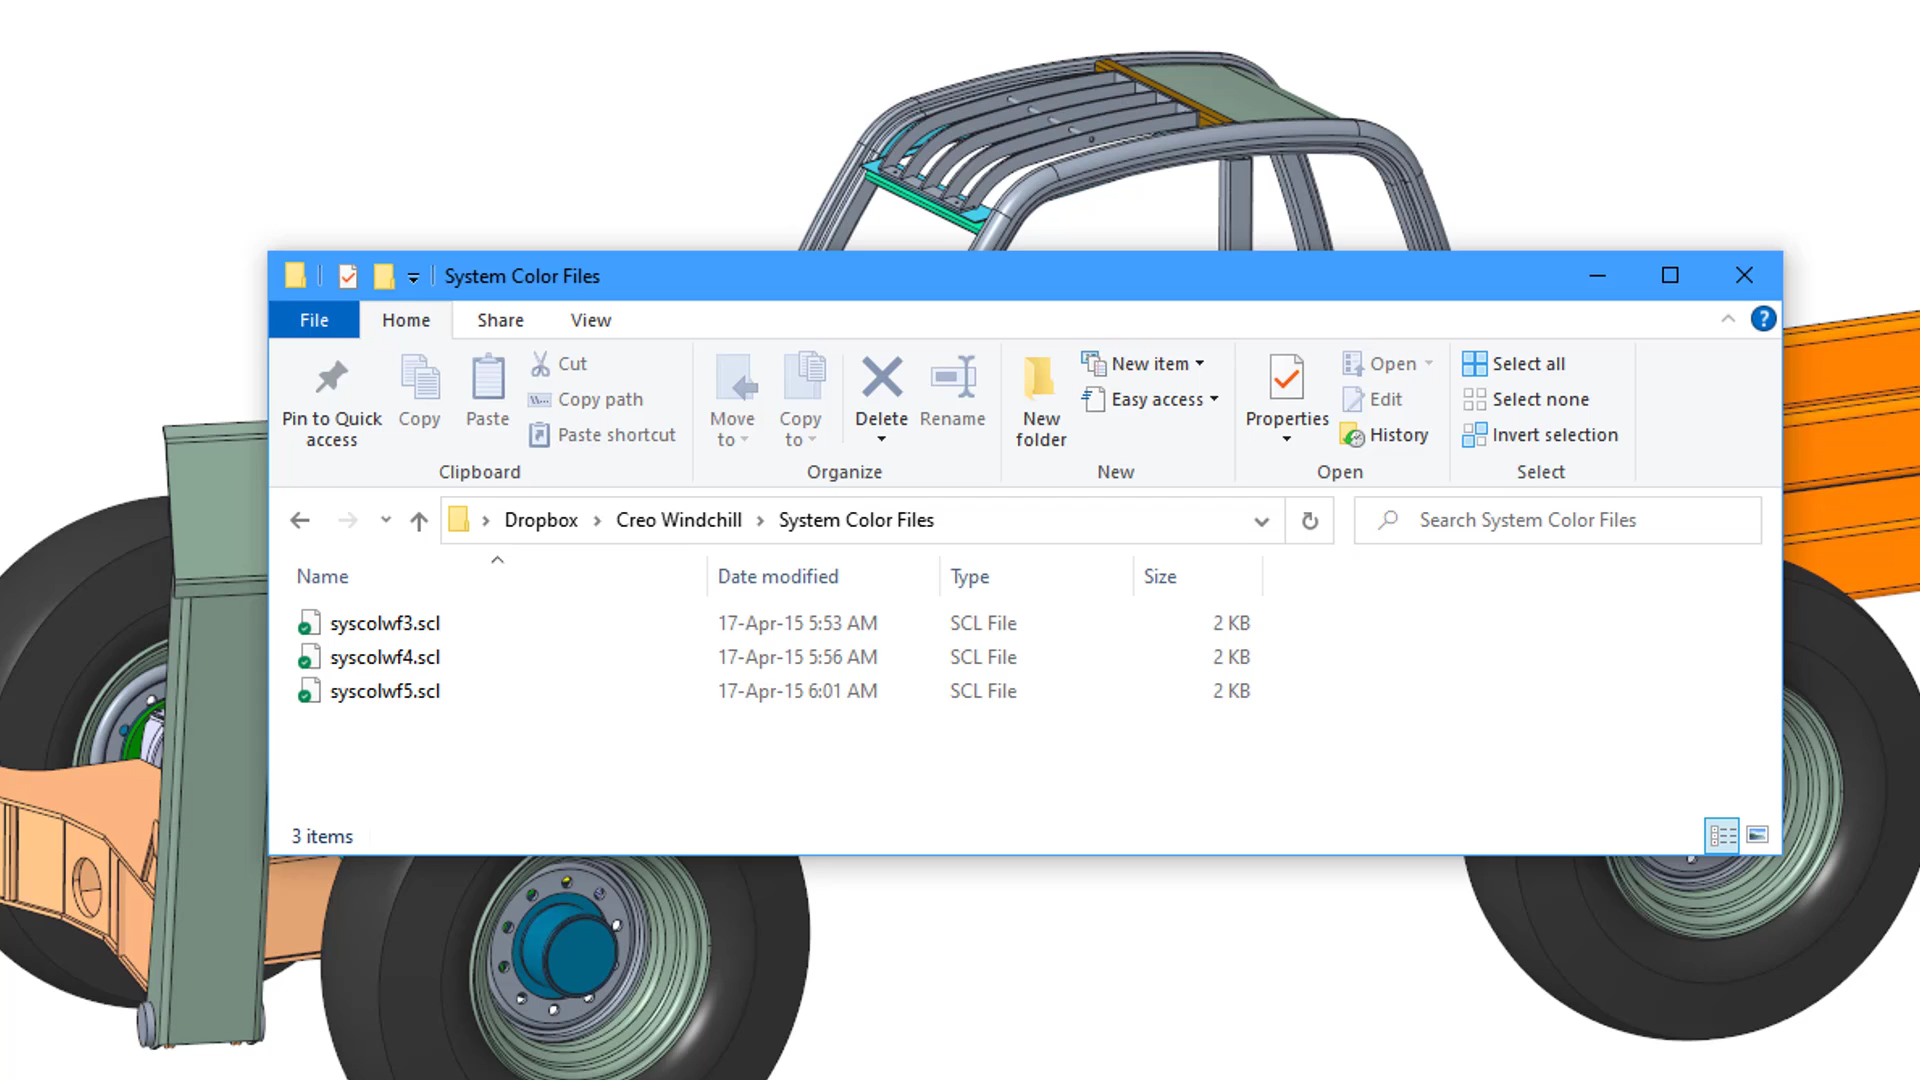 System Color Files
File Home Share View
?
Pin to Quick access
Copy
Paste
Cut
Copy path
Paste shortcut
Clipboard
Move to
Copy to
Delete
Rename
Organize
New folder
New item
Easy access
New
Properties
Open
Edit
History
Open
Select all
Select none
Invert selection
Select
Dropbox > Creo Windchill > System Color Files
Search System Color Files
Name Date modified Type Size
syscolwf3.scl 17-Apr-15 5:53 AM SCL File 2 KB
syscolwf4.scl 17-Apr-15 5:56 AM SCL File 2 KB
syscolwf5.scl 17-Apr-15 6:01 AM SCL File 2 KB
3 items